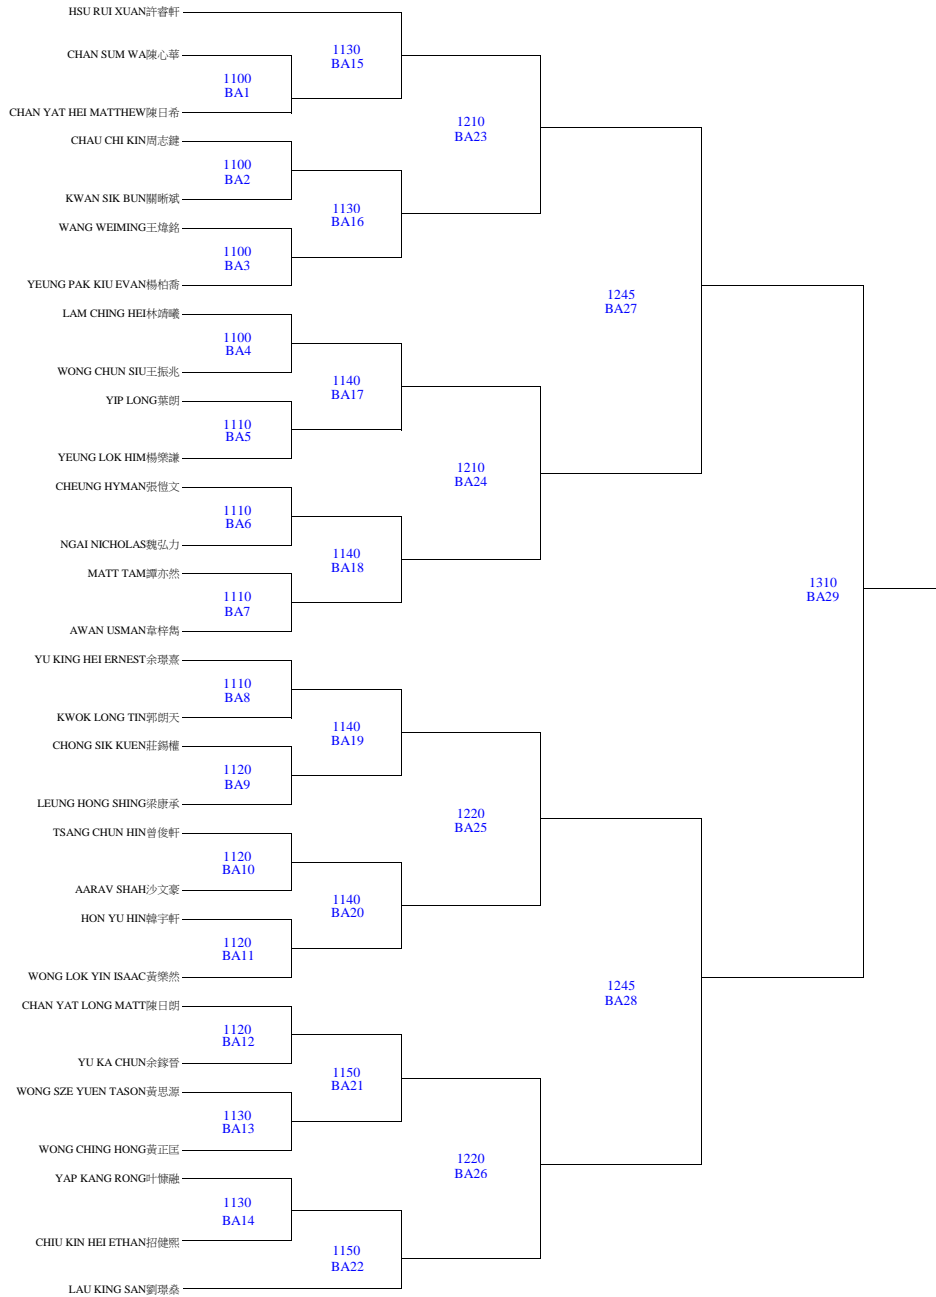 HSU RUI XUAN許睿軒
CHAN SUM WA陳心華
1130
BA15
1100
BA1
CHAN YAT HEI MATTHEW陳日希
1210
BA23
CHAU CHI KIN周志鍵
1100
BA2
KWAN SIK BUN關晰斌
1130
BA16
WANG WEIMING王煒銘
1100
BA3
YEUNG PAK KIU EVAN楊柏喬
1245
BA27
LAM CHING HEI林靖曦
1100
BA4
WONG CHUN SIU王振兆
1140
BA17
YIP LONG葉朗
1110
BA5
YEUNG LOK HIM楊樂謙
1210
BA24
CHEUNG HYMAN張愷文
1110
BA6
NGAI NICHOLAS魏弘力
1140
BA18
MATT TAM譚亦然
1110
BA7
1310
BA29
AWAN USMAN韋梓雋
YU KING HEI ERNEST余璟熹
1110
BA8
KWOK LONG TIN郭朗天
1140
BA19
CHONG SIK KUEN莊錫權
1120
BA9
LEUNG HONG SHING梁康承
1220
BA25
TSANG CHUN HIN曾俊軒
1120
BA10
AARAV SHAH沙文豪
1140
BA20
HON YU HIN韓宇軒
1120
BA11
WONG LOK YIN ISAAC黃樂然
1245
BA28
CHAN YAT LONG MATT陳日朗
1120
BA12
YU KA CHUN余鎵晉
1150
BA21
WONG SZE YUEN TASON黃思源
1130
BA13
WONG CHING HONG黃正匡
1220
BA26
YAP KANG RONG叶慷融
1130
BA14
CHIU KIN HEI ETHAN招健熙
1150
BA22
LAU KING SAN劉璟燊